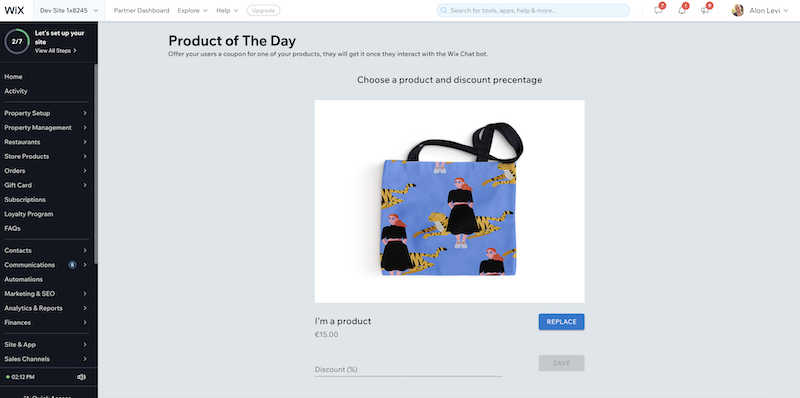 WiX
Dev Site 1x8245
Partner Dashboard
Explore
Help
Upgrade
Search for tools, apps, help & more...
7
1
9
Alon Levi
2/7
Let's set up your
site
View All Steps
Home
Activity
Property Setup
Property Management
Restaurants
Store Products
Orders
Gift Card
Subscriptions
Loyalty Program
FAQs
Contacts
Communications
8
Automations
Marketing & SEO
Analytics & Reports
Finances
Site & App
Sales Channels
02:12 PM
Product of The Day
Offer your users a coupon for one of your products, they will get it once they interact with the Wix Chat bot.
Choose a product and discount precentage
I'm a product
€15.00
REPLACE
Discount (%)
SAVE